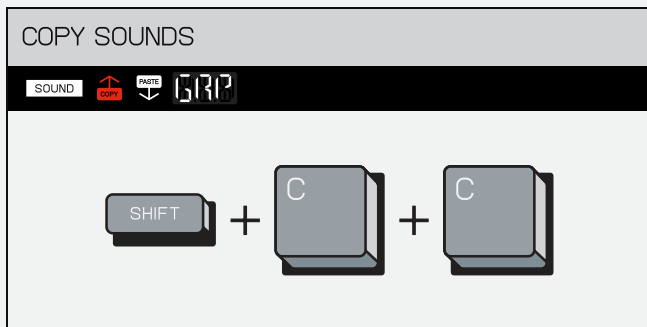 COPY SOUNDS
SOUND COPY PASTE GRP
SHIFT + C + C